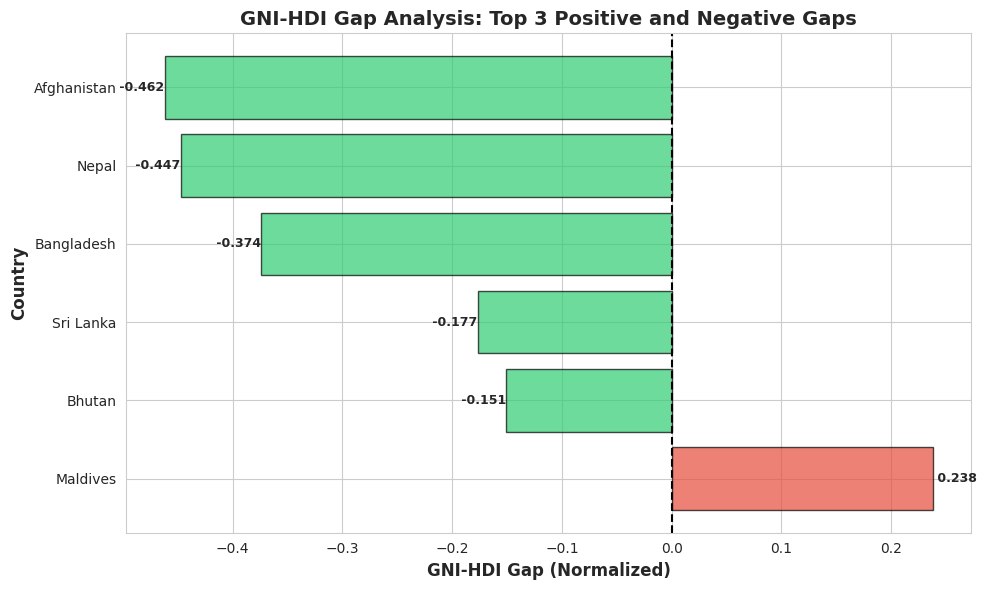 GNI-HDI Gap Analysis: Top 3 Positive and Negative Gaps
Country
Afghanistan -0.462
Nepal -0.447
Bangladesh -0.374
Sri Lanka -0.177
Bhutan -0.151
Maldives 0.238
−0.4 −0.3 −0.2 −0.1 0.0 0.1 0.2
GNI-HDI Gap (Normalized)